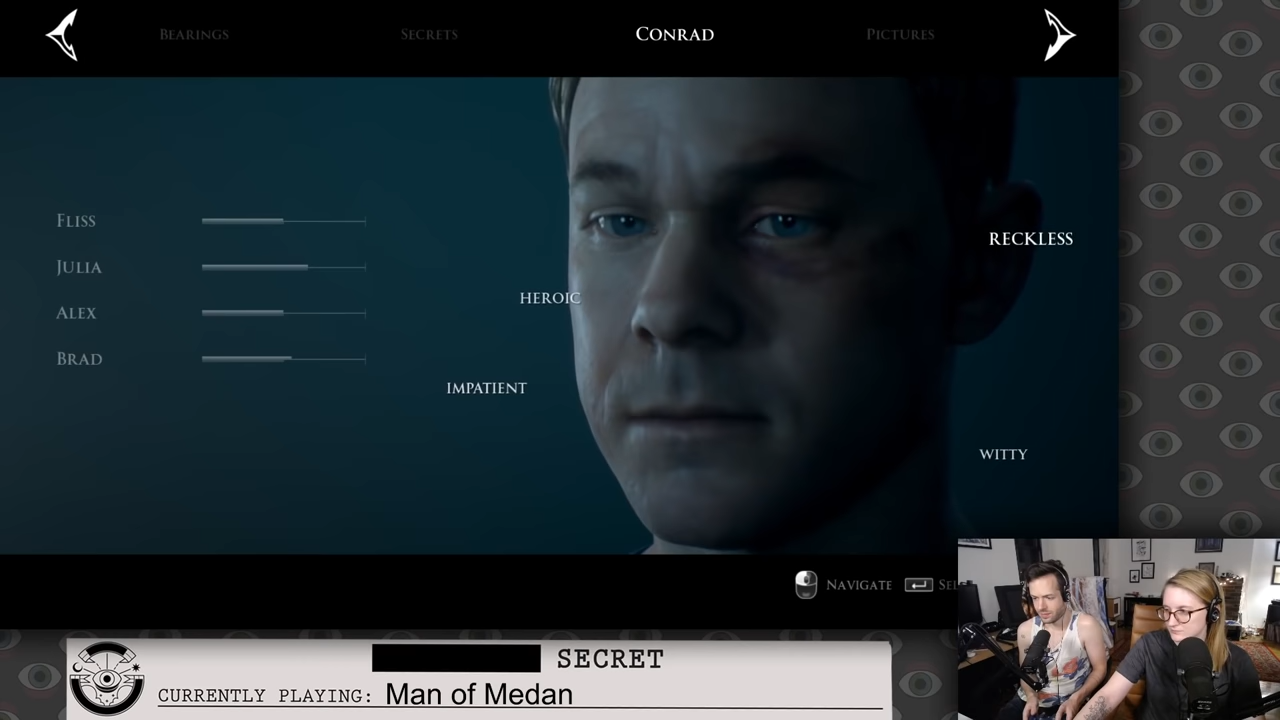 BEARINGS
SECRETS
CONRAD
PICTURES
FLISS
JULIA
ALEX
BRAD
RECKLESS
HEROIC
IMPATIENT
WITTY
NAVIGATE
SECRET
CURRENTLY PLAYING: Man of Medan